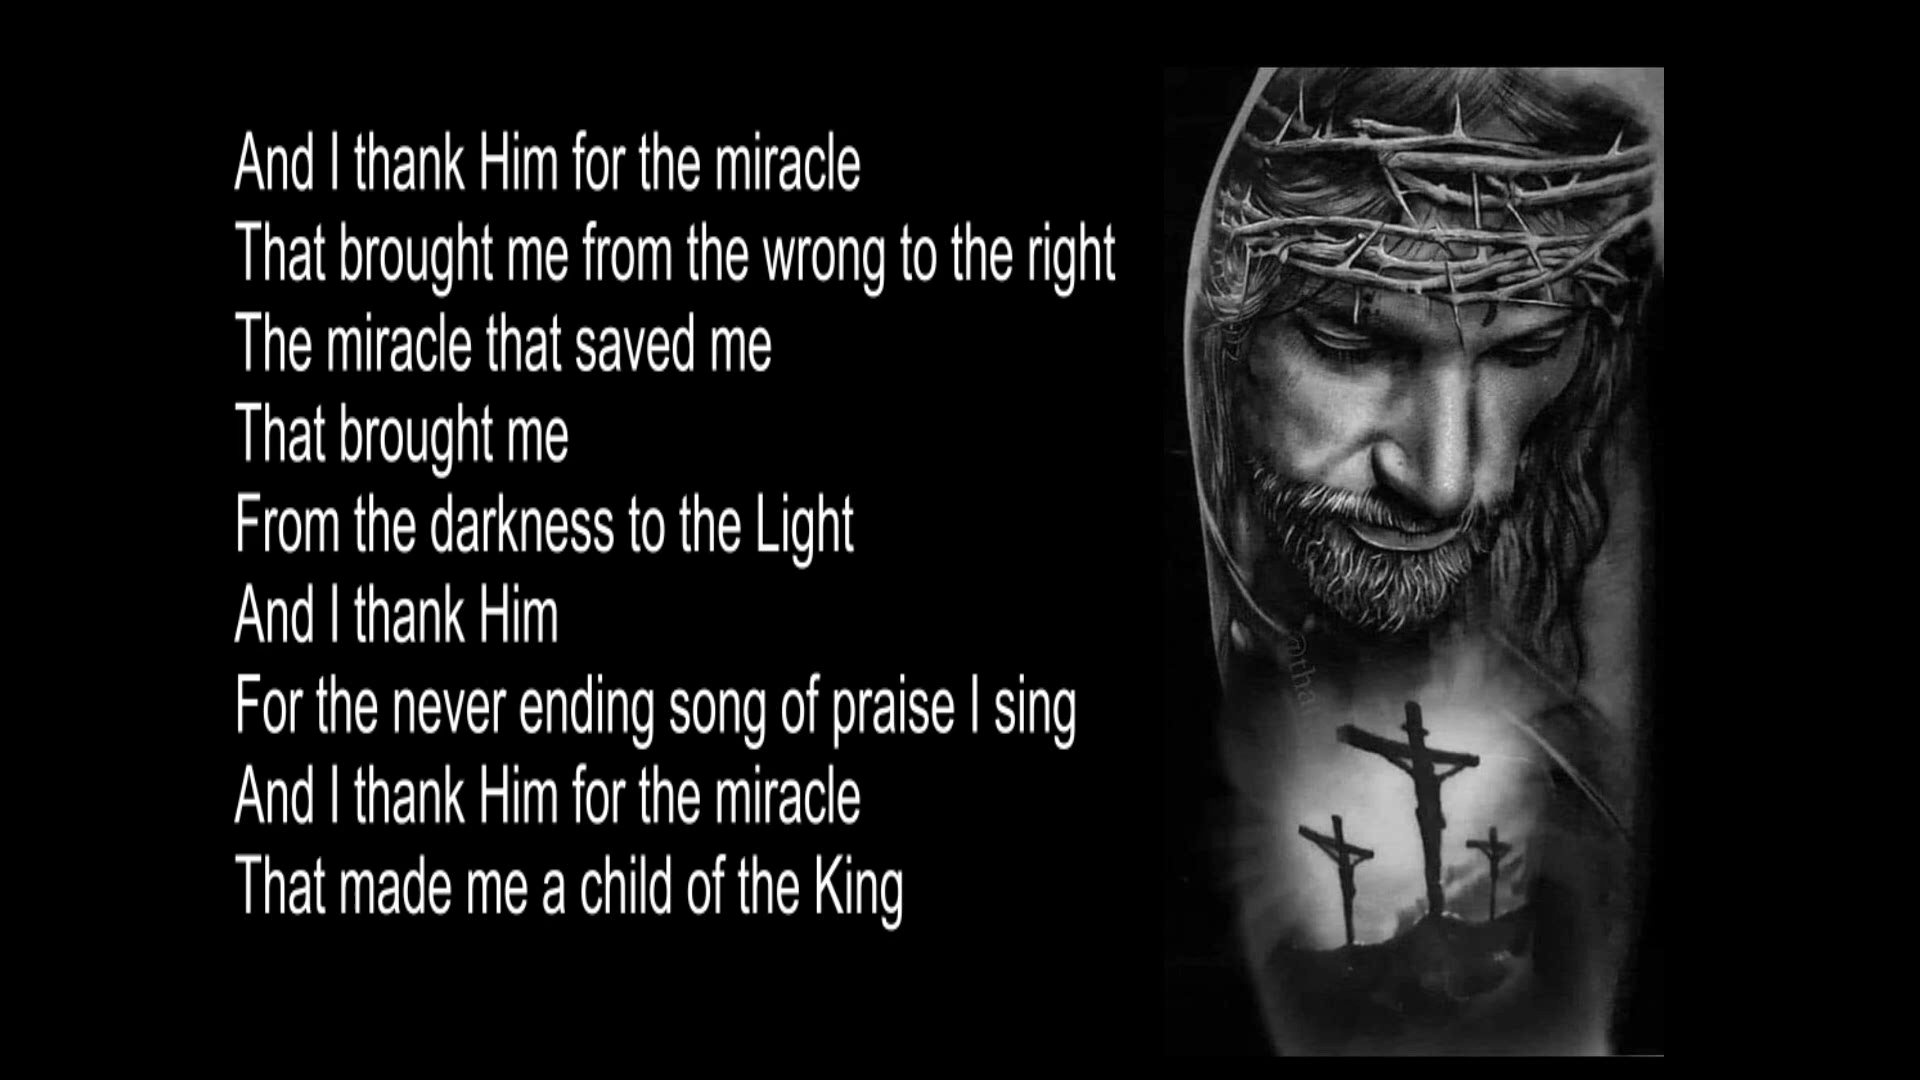 And I thank Him for the miracle
That brought me from the wrong to the right
The miracle that saved me
That brought me
From the darkness to the Light
And I thank Him
For the never ending song of praise I sing
And I thank Him for the miracle
That made me a child of the King
@tha